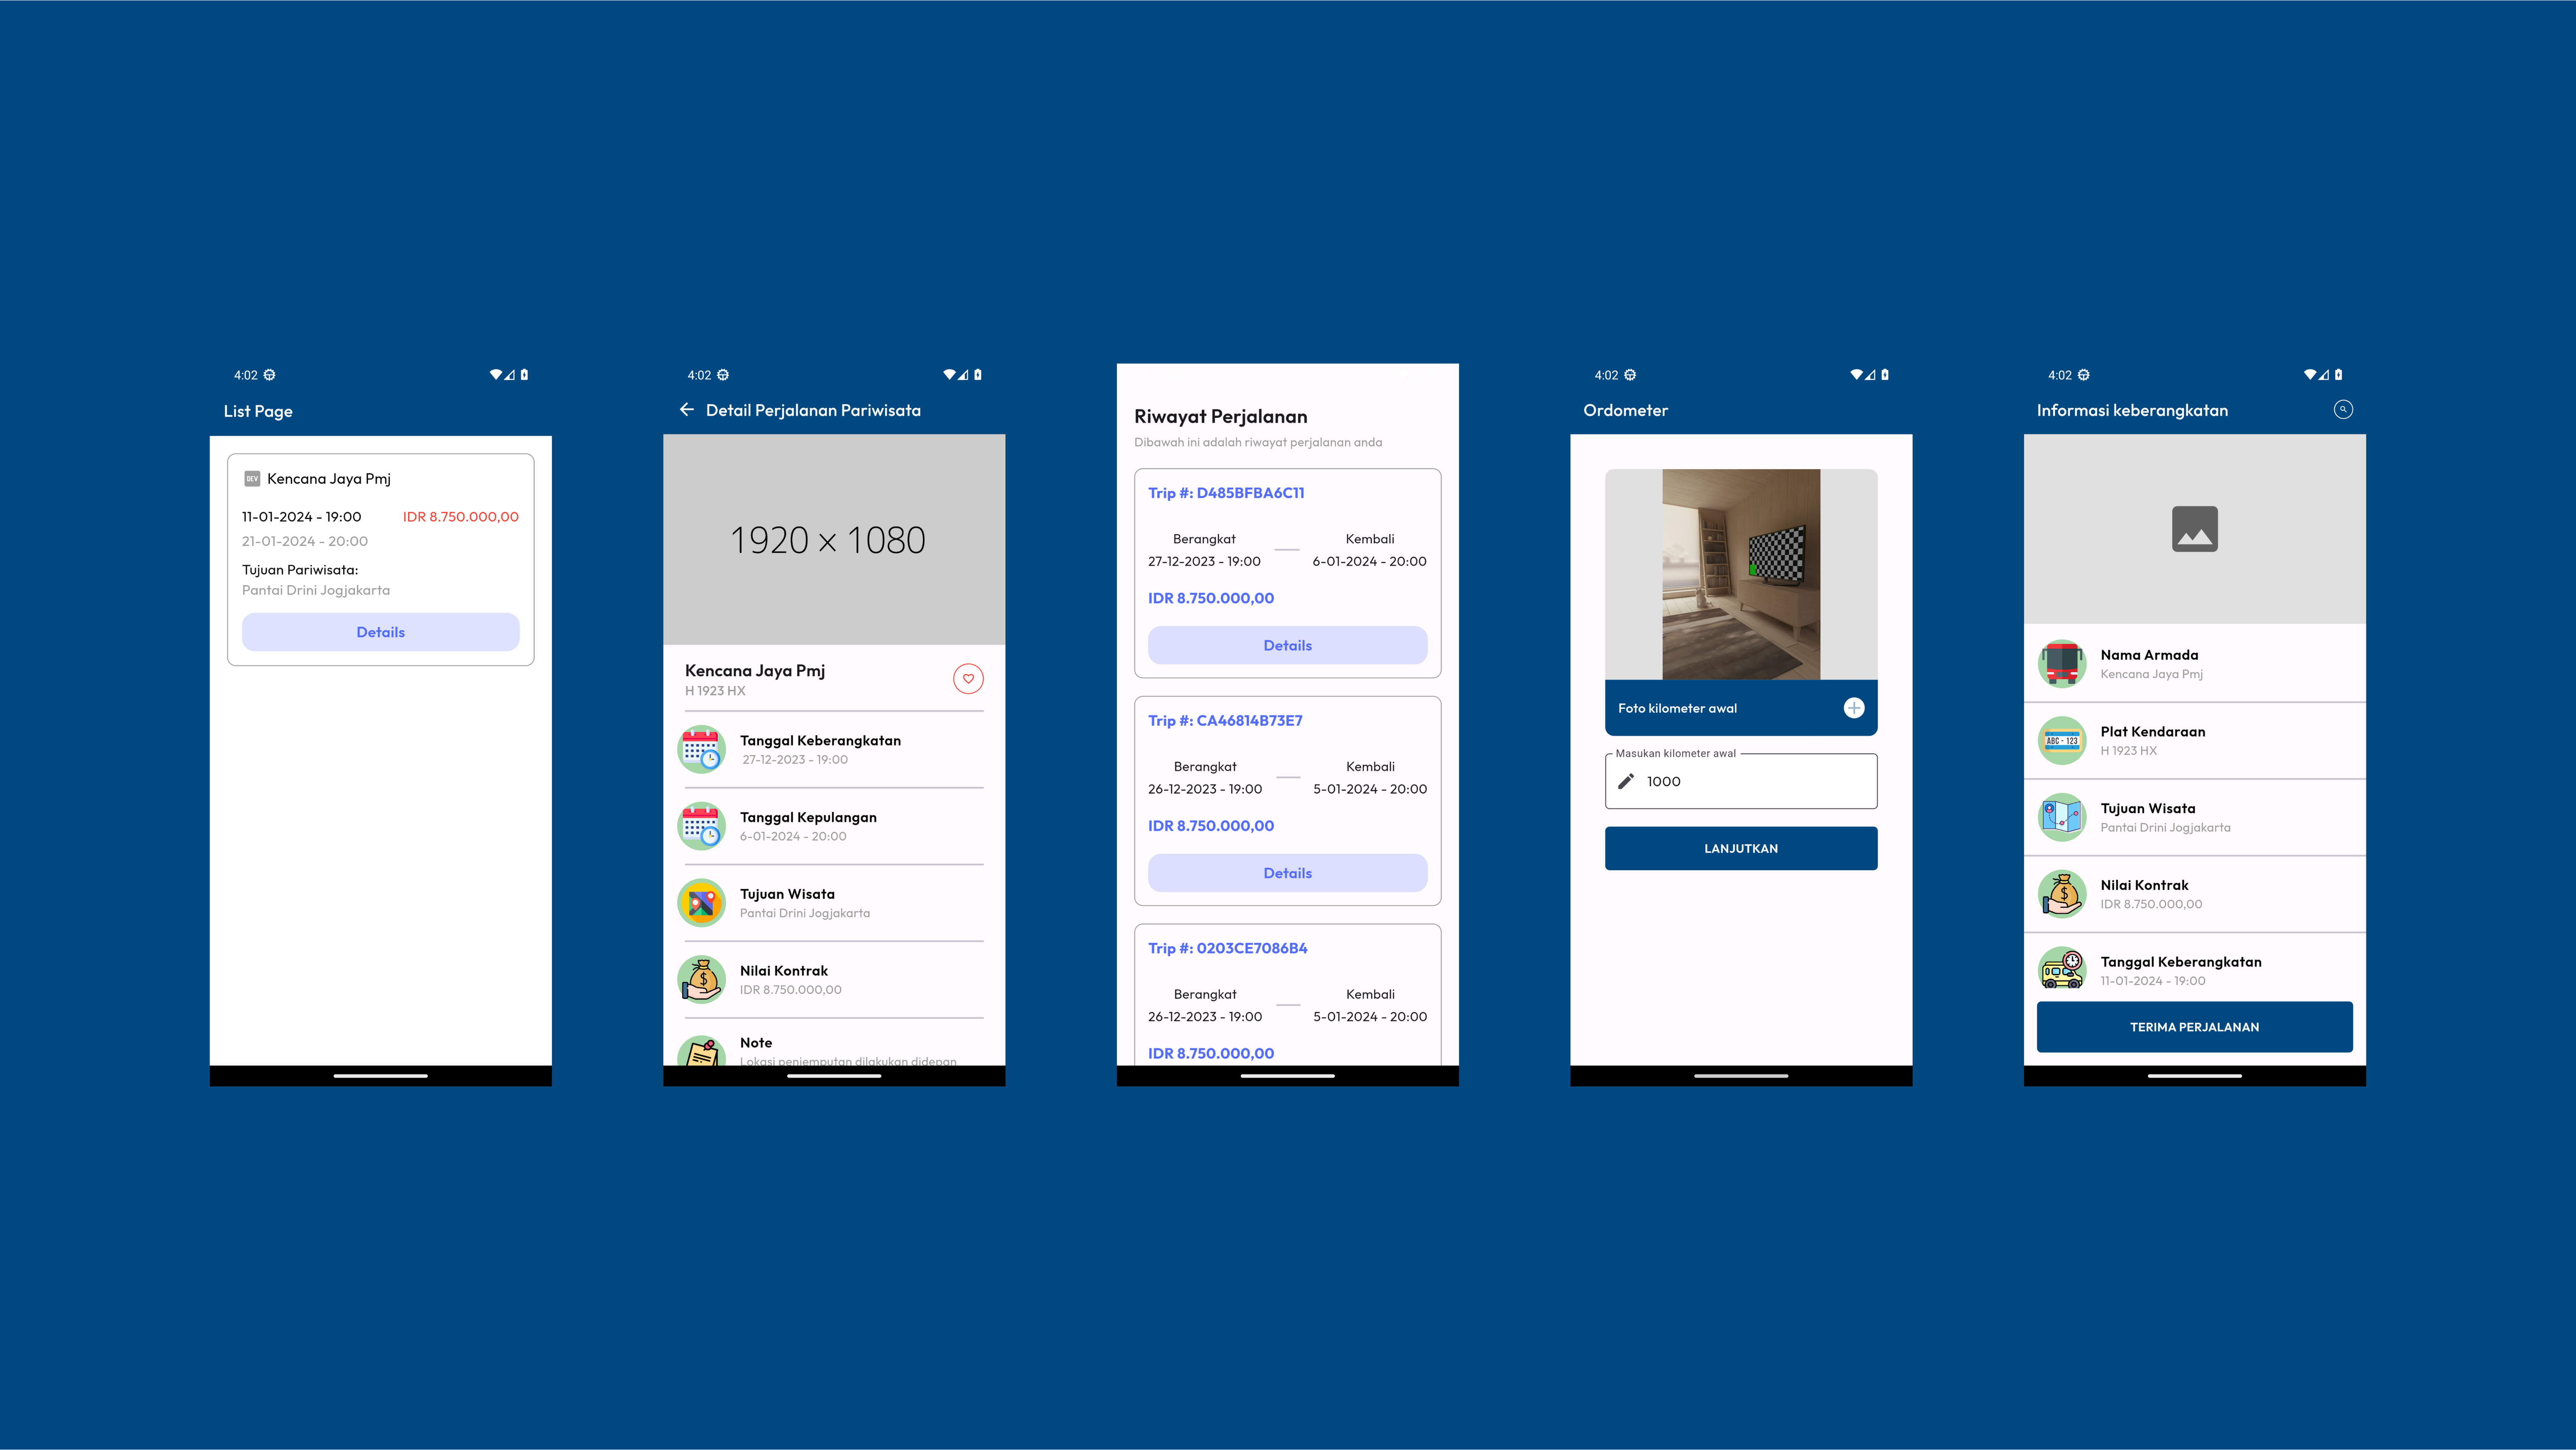 4:02
List Page
DEV Kencana Jaya Pmj
11-01-2024 - 19:00 IDR 8.750.000,00
21-01-2024 - 20:00
Tujuan Pariwisata:
Pantai Drini Jogjakarta
Details
4:02
Detail Perjalanan Pariwisata
1920 × 1080
Kencana Jaya Pmj
H 1923 HX
Tanggal Keberangkatan
27-12-2023 - 19:00
Tanggal Kepulangan
6-01-2024 - 20:00
Tujuan Wisata
Pantai Drini Jogjakarta
Nilai Kontrak
IDR 8.750.000,00
Note
Lokasi penjemputan dilakukan didepan
Riwayat Perjalanan
Dibawah ini adalah riwayat perjalanan anda
Trip #: D485BFBA6C11
Berangkat Kembali
27-12-2023 - 19:00 6-01-2024 - 20:00
IDR 8.750.000,00
Details
Trip #: CA46814B73E7
Berangkat Kembali
26-12-2023 - 19:00 5-01-2024 - 20:00
IDR 8.750.000,00
Details
Trip #: 0203CE7086B4
Berangkat Kembali
26-12-2023 - 19:00 5-01-2024 - 20:00
IDR 8.750.000,00
4:02
Ordometer
Foto kilometer awal
Masukan kilometer awal
1000
LANJUTKAN
4:02
Informasi keberangkatan
Nama Armada
Kencana Jaya Pmj
ABC - 123
Plat Kendaraan
H 1923 HX
Tujuan Wisata
Pantai Drini Jogjakarta
Nilai Kontrak
IDR 8.750.000,00
Tanggal Keberangkatan
11-01-2024 - 19:00
TERIMA PERJALANAN